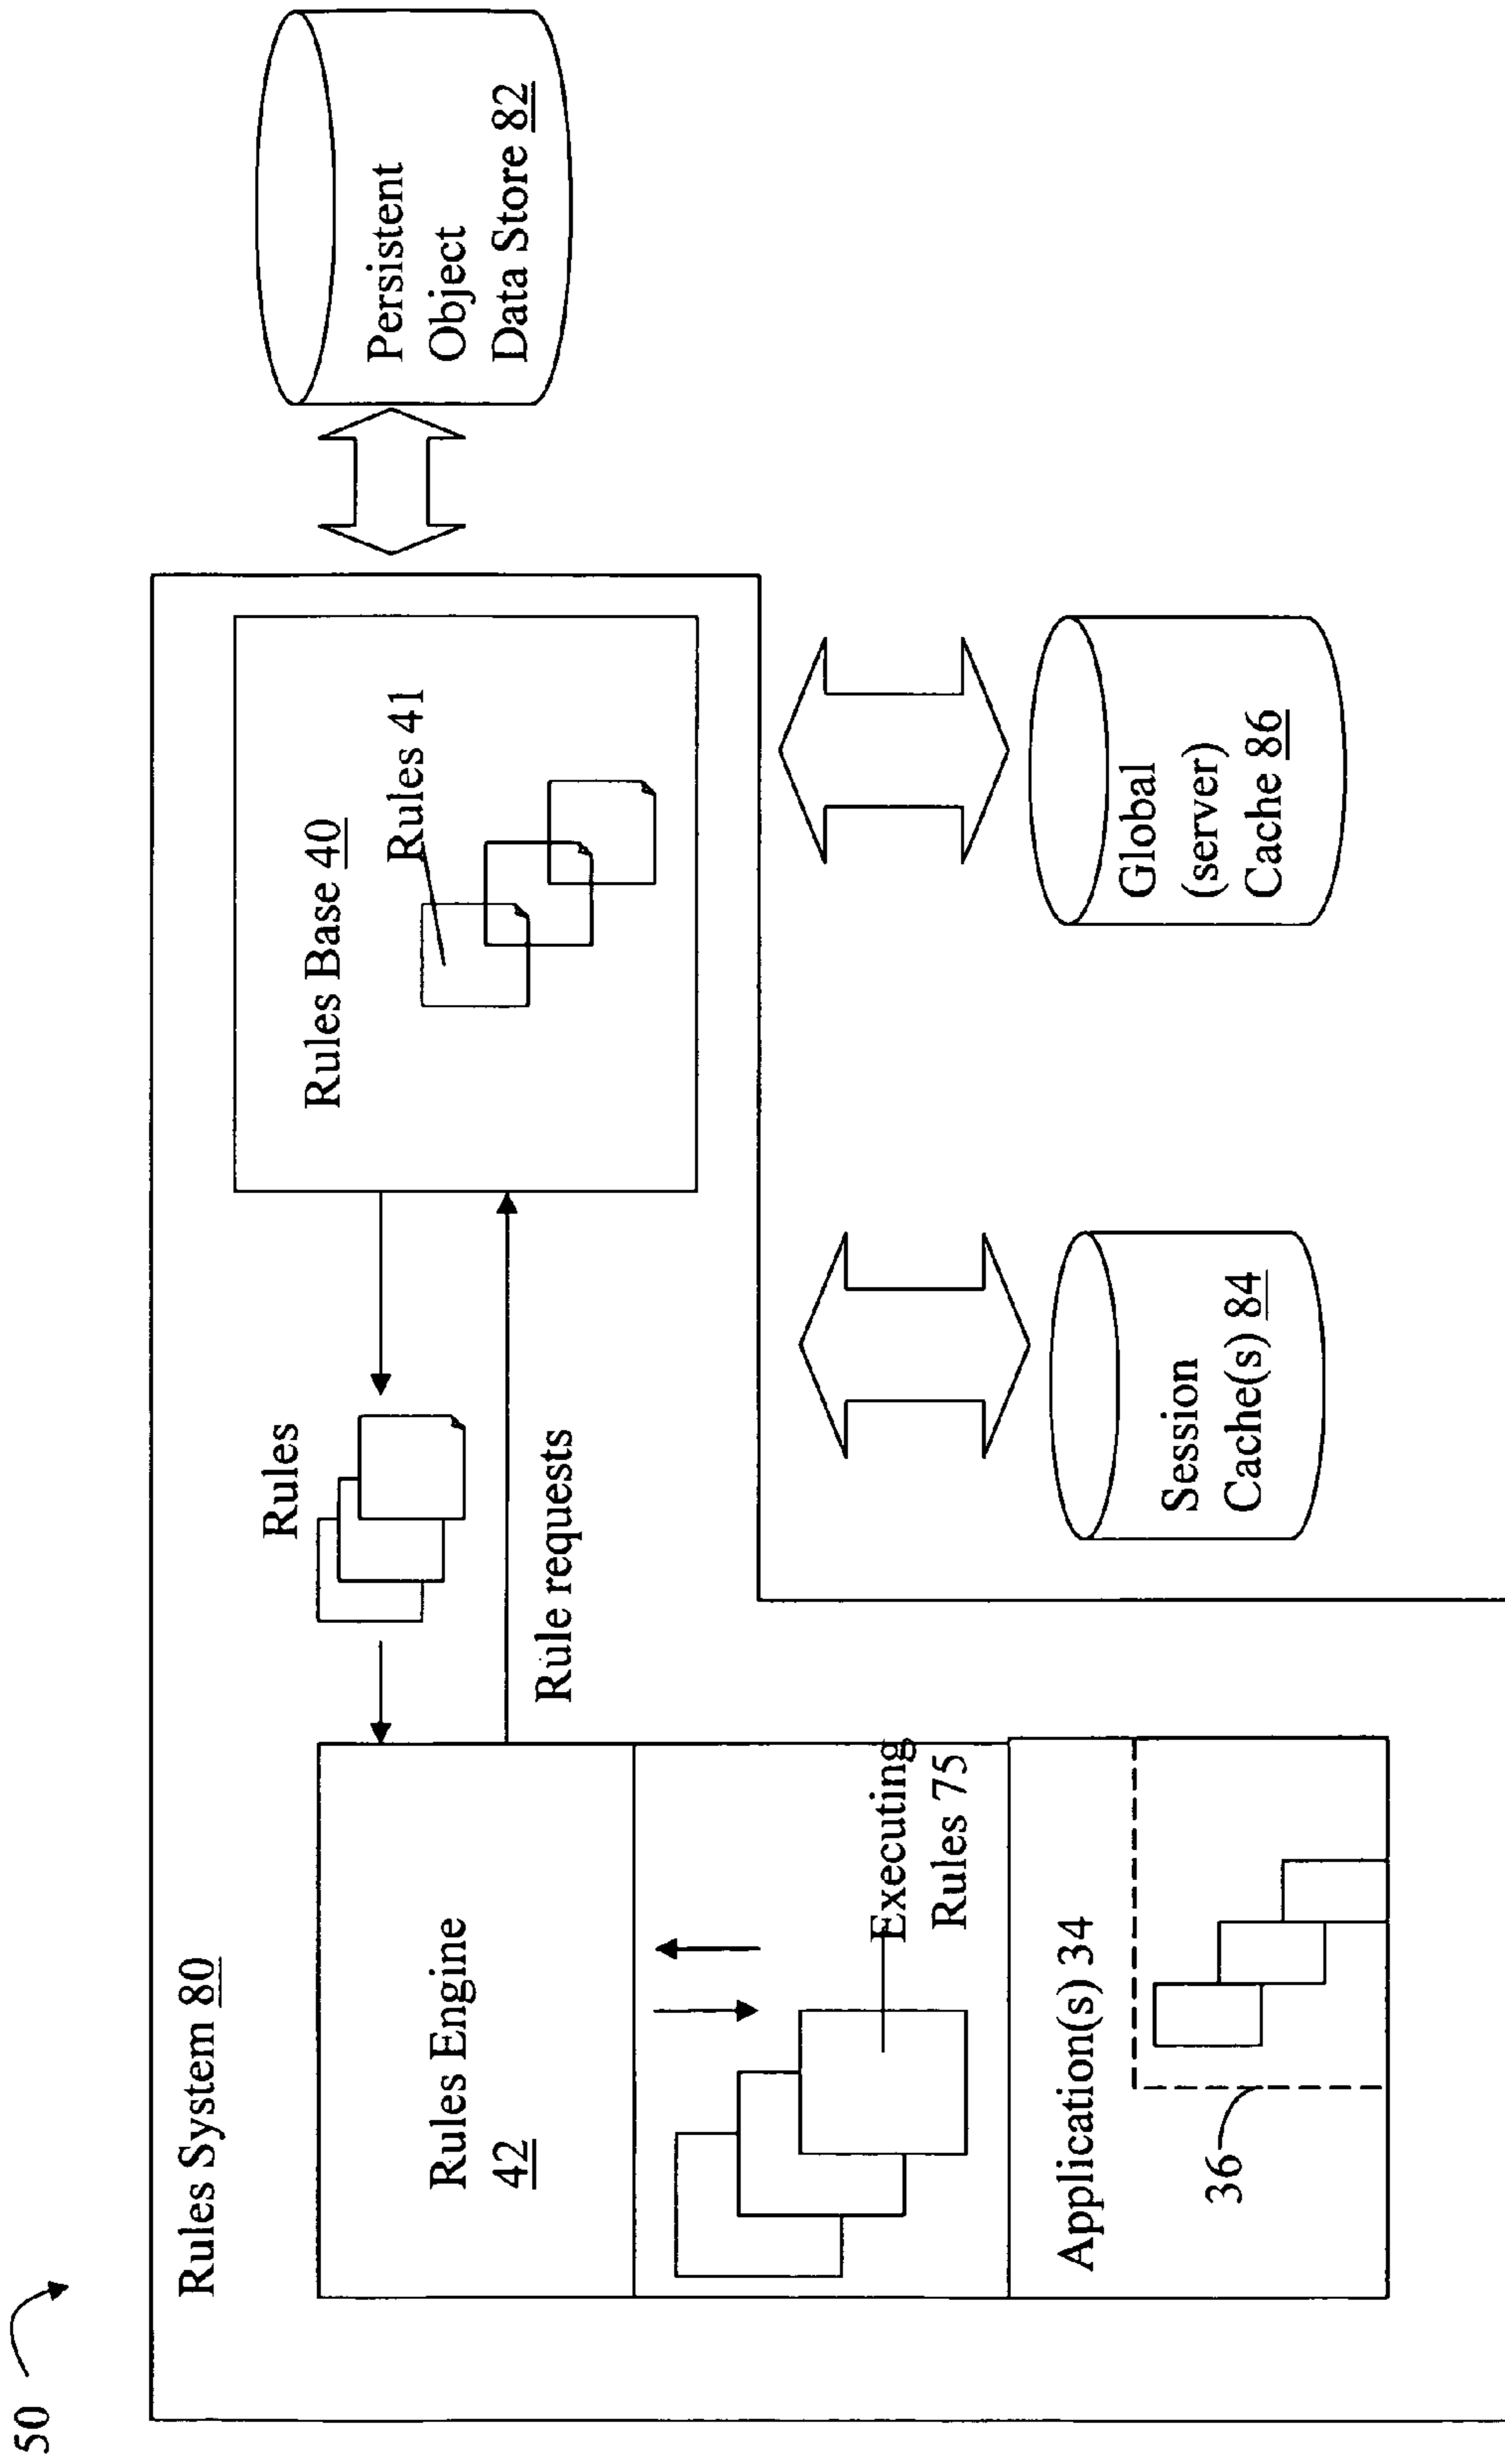 50
Rules System 80
Rules Engine
42
Rules
Rule requests
Rules Base 40
Rules 41
Persistent
Object
Data Store 82
Executing
Rules 75
Application(s) 34
36
Session
Cache(s) 84
Global
(server)
Cache 86